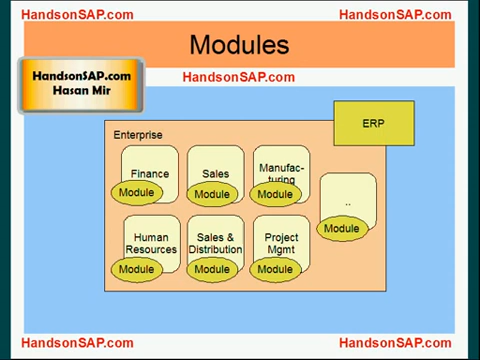 HandsonSAP.com
HandsonSAP.com
Modules
HandsonSAP.com
Hasan Mir
HandsonSAP.com
ERP
Enterprise
Finance
Module
Sales
Module
Manufac-
turing
Module
..
Module
Human
Resources
Module
Sales &
Distribution
Module
Project
Mgmt
Module
HandsonSAP.com
HandsonSAP.com